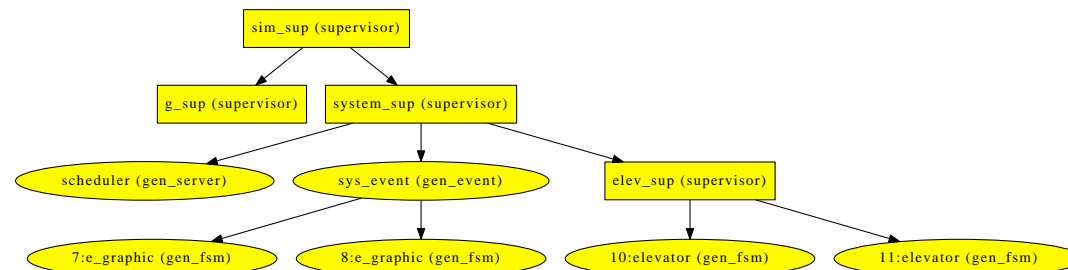 sim_sup (supervisor)
g_sup (supervisor)
system_sup (supervisor)
scheduler (gen_server)
sys_event (gen_event)
elev_sup (supervisor)
7:e_graphic (gen_fsm)
8:e_graphic (gen_fsm)
10:elevator (gen_fsm)
11:elevator (gen_fsm)